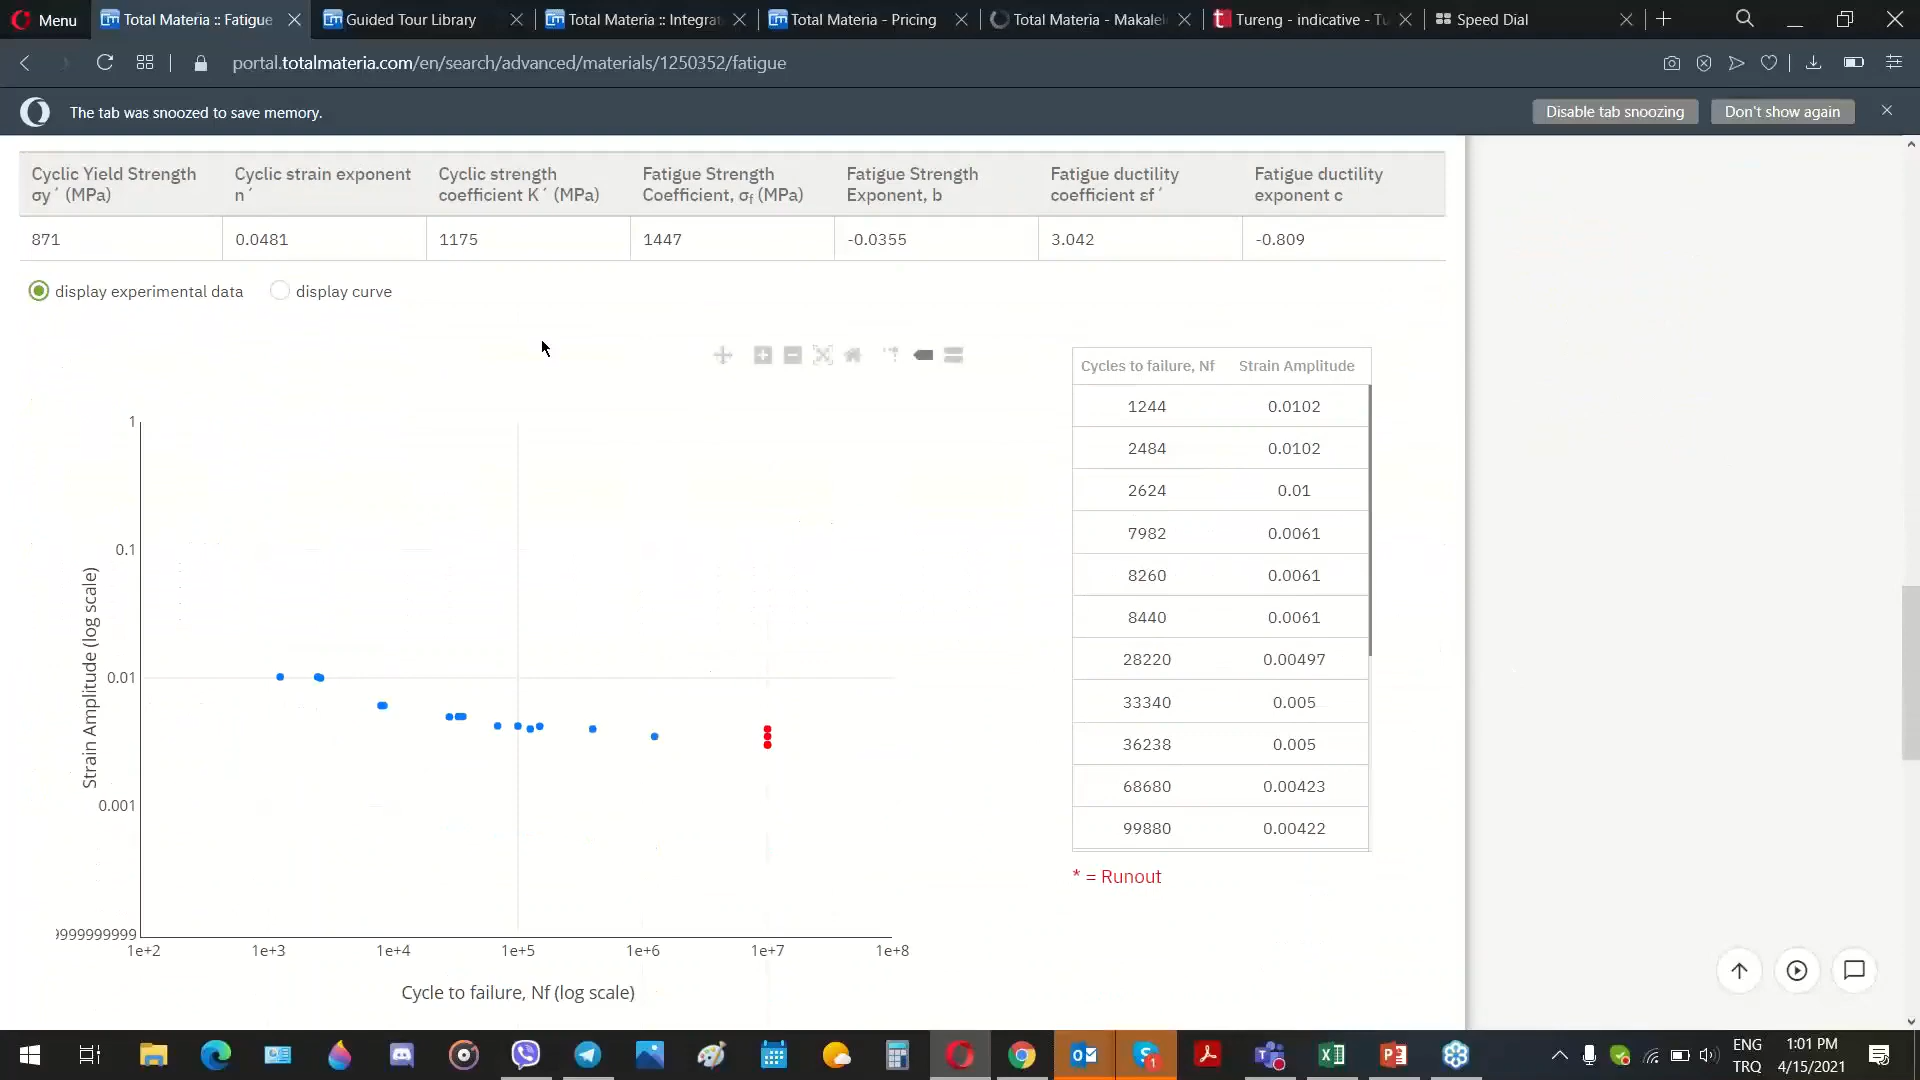 Menu
Total Materia :: Fatigue
Guided Tour Library
Total Materia :: Integrat
Total Materia - Pricing
Total Materia - Makalel
Tureng - indicative - Tu
Speed Dial
portal.totalmateria.com/en/search/advanced/materials/1250352/fatigue
The tab was snoozed to save memory.
Disable tab snoozing
Don't show again
Cyclic Yield Strength σy´ (MPa)
Cyclic strain exponent n´
Cyclic strength coefficient K´ (MPa)
Fatigue Strength Coefficient, σf (MPa)
Fatigue Strength Exponent, b
Fatigue ductility coefficient εf´
Fatigue ductility exponent c
871 0.0481 1175 1447 -0.0355 3.042 -0.809
display experimental data
display curve
Cycles to failure, Nf Strain Amplitude
1244 0.0102
2484 0.0102
2624 0.01
7982 0.0061
8260 0.0061
8440 0.0061
28220 0.00497
33340 0.005
36238 0.005
68680 0.00423
99880 0.00422
* = Runout
Strain Amplitude (log scale)
1
0.1
0.01
0.001
9999999999
1e+2 1e+3 1e+4 1e+5 1e+6 1e+7 1e+8
Cycle to failure, Nf (log scale)
1
ENG
TRQ
1:01 PM
4/15/2021